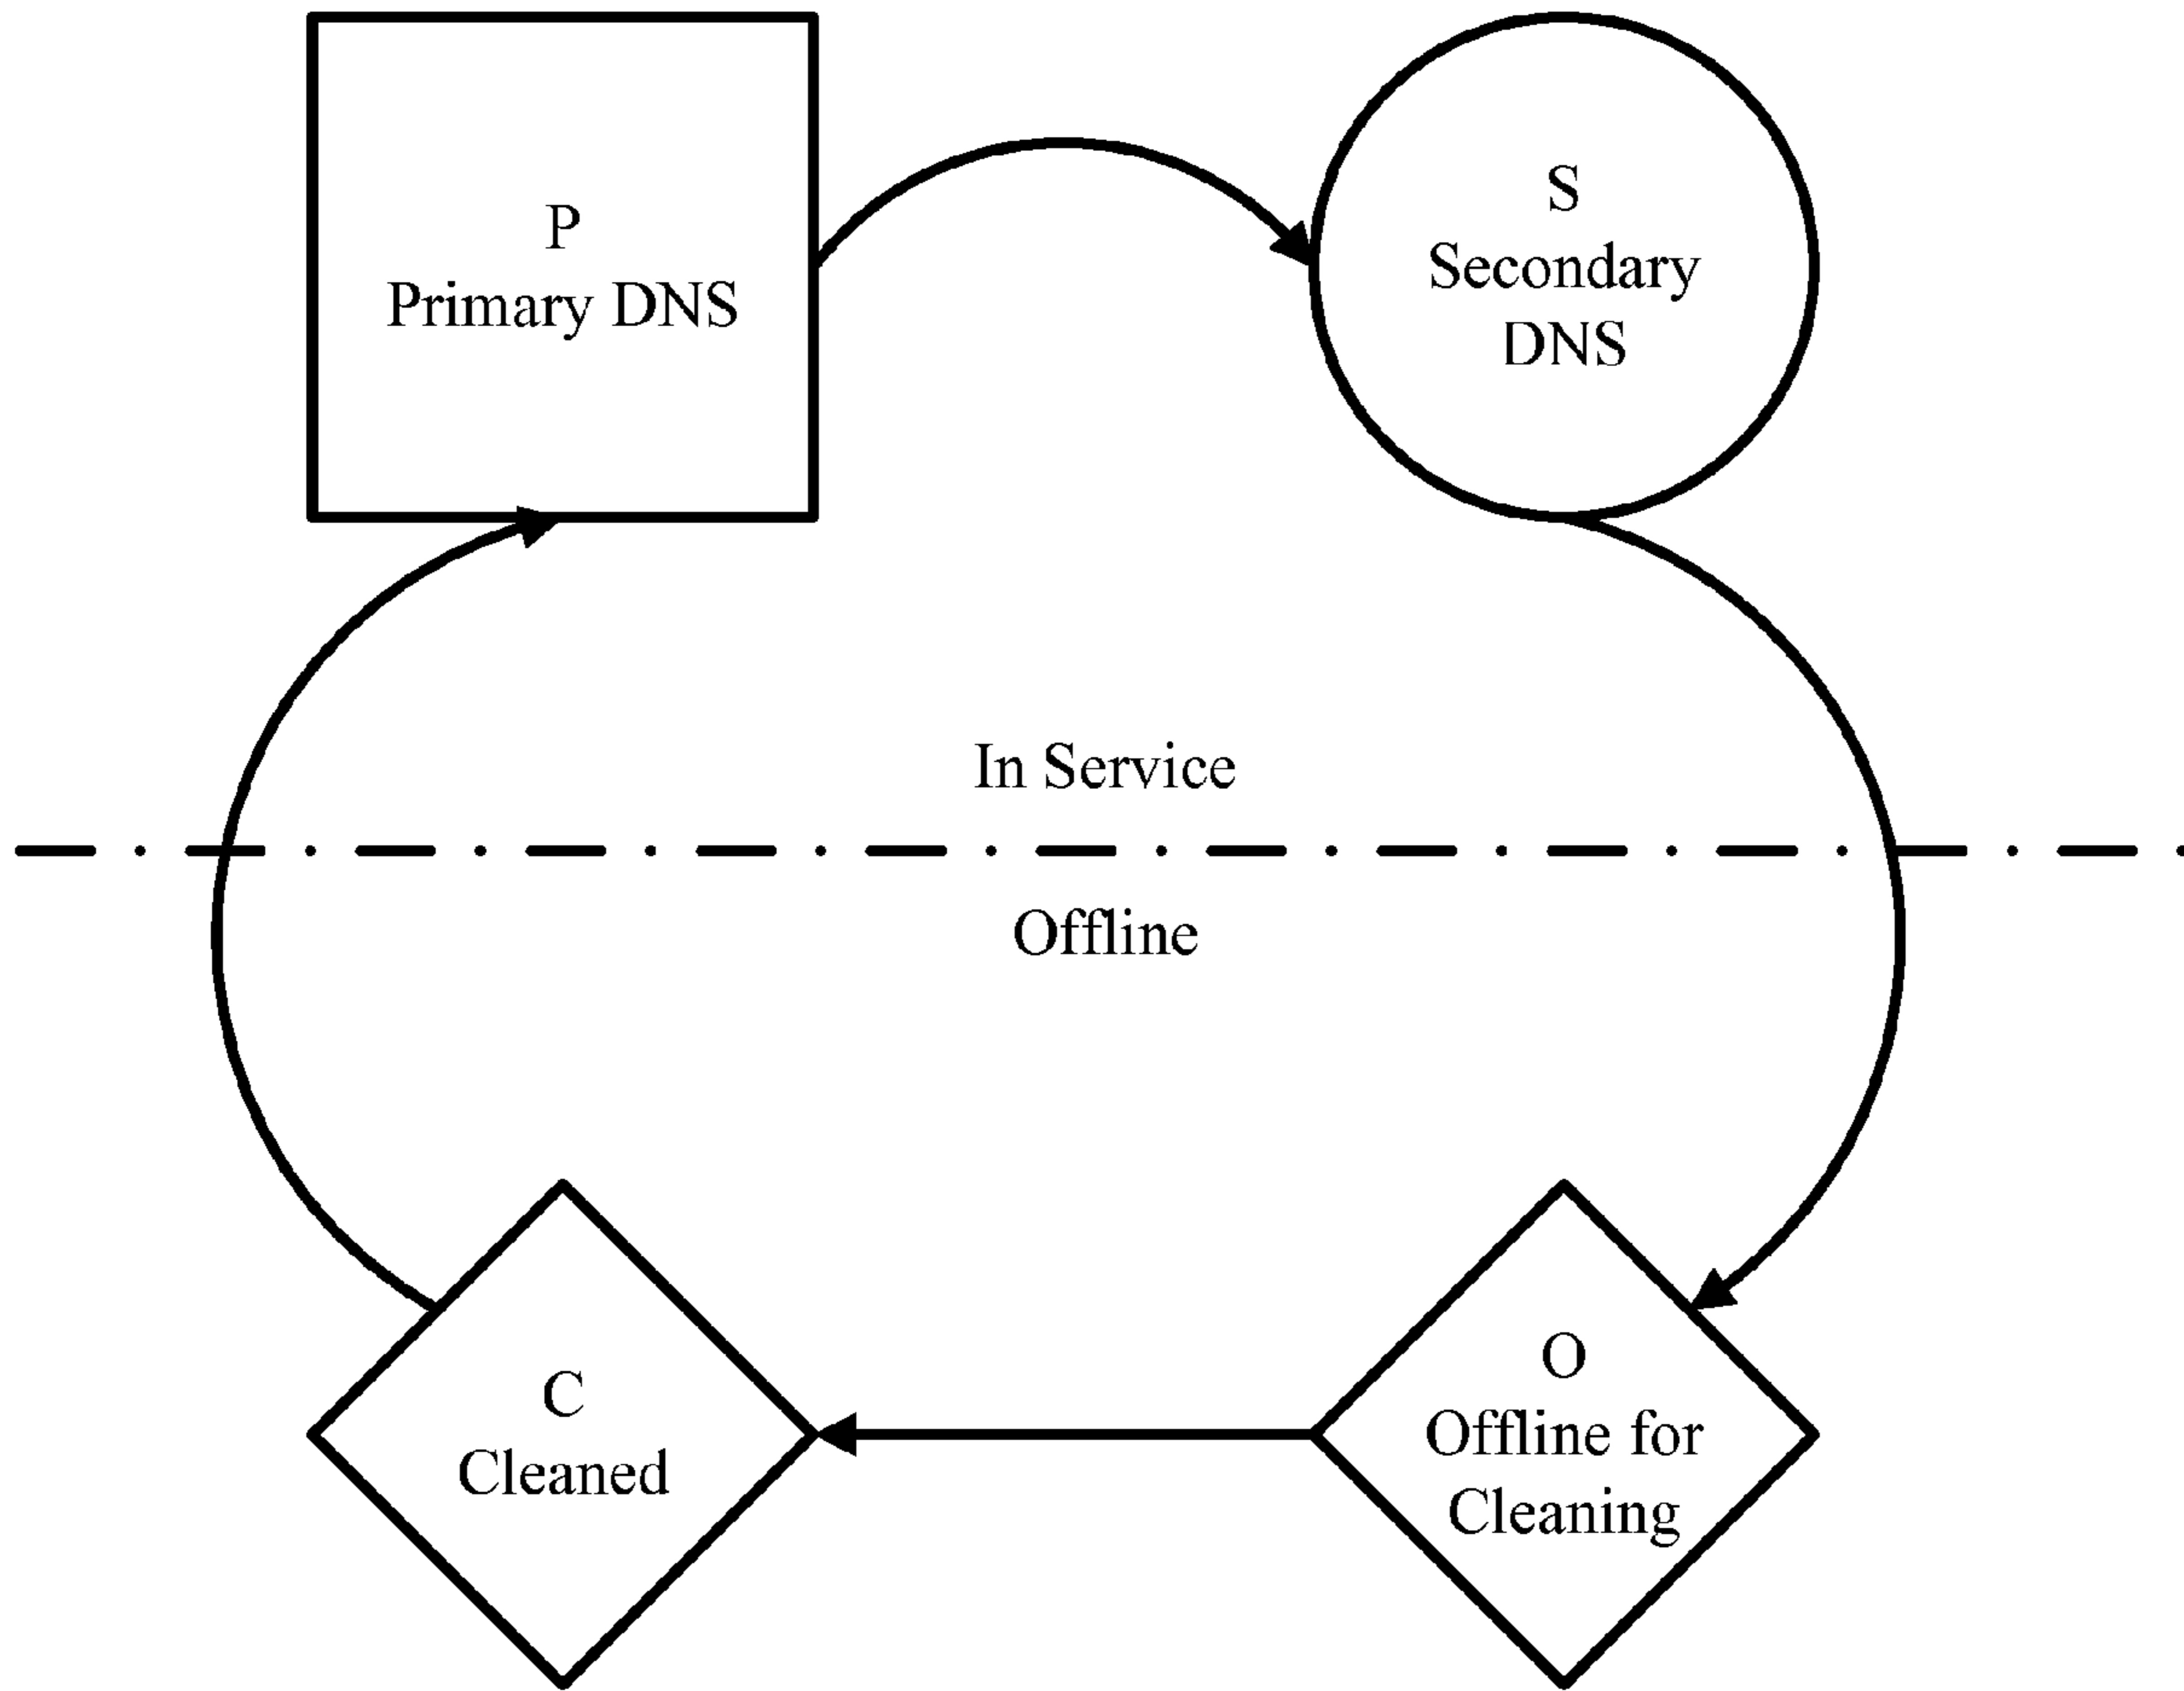 P
Primary DNS
S
Secondary
DNS
In Service
Offline
C
Cleaned
O
Offline for
Cleaning